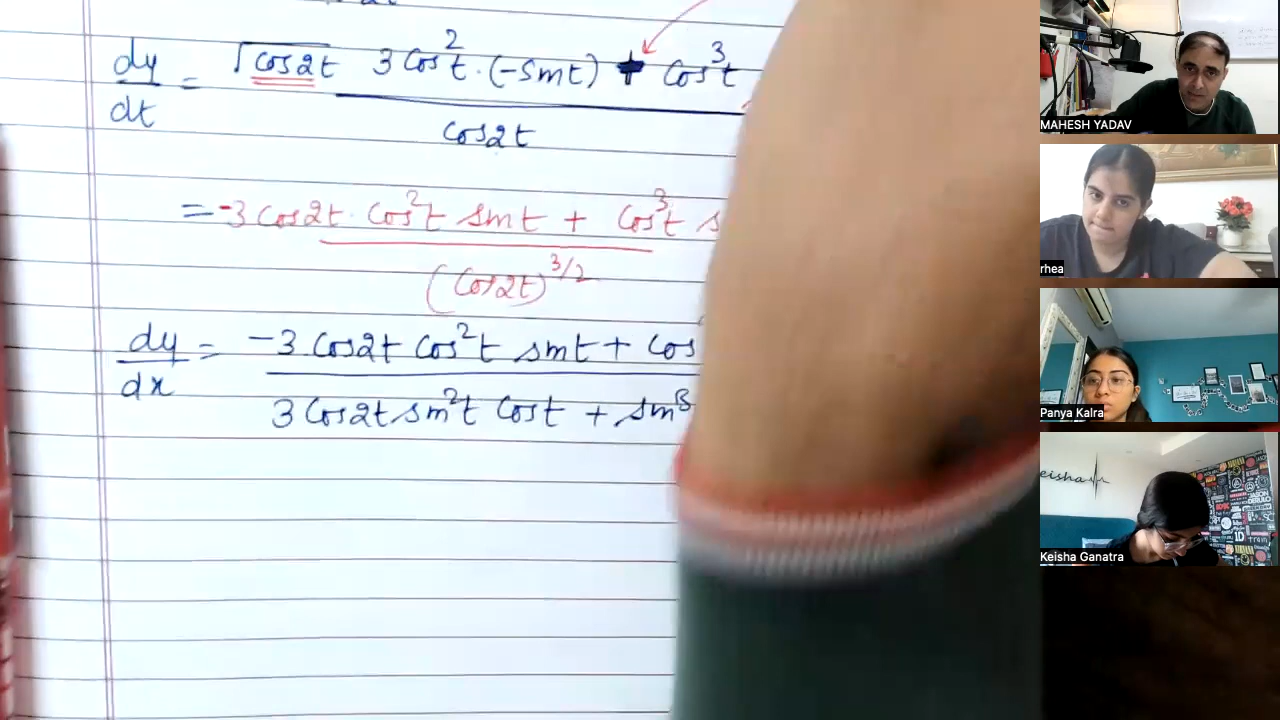 dy/dt = √cos2t 3cos²t·(-sint) + cos³t
cos2t
= -3cos2t·cos²t sint + cos³t s
(cos2t)^3/2
dy/dx = -3cos2t cos²t sint + cos
3cos2t sin²t cost + sin³
MAHESH YADAV
rhea
Panya Kalra
eisha
Keisha Ganatra